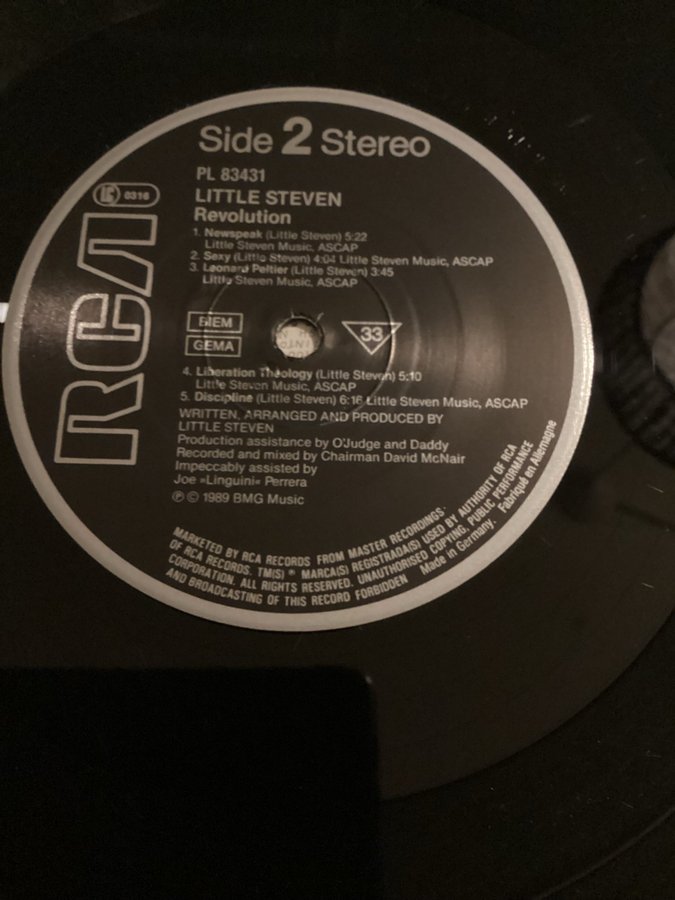 Side 2 Stereo
PL 83431
LITTLE STEVEN
Revolution
LC 0316
RCA
1. Newspeak (Little Steven) 5:22
Little Steven Music, ASCAP
2. Sexy (Little Steven) 4:04 Little Steven Music, ASCAP
3. Leonard Peltier (Little Steven) 3:45
Little Steven Music, ASCAP
BIEM
GEMA
33
4. Liberation Theology (Little Steven) 5:10
Little Steven Music, ASCAP
5. Discipline (Little Steven) 6:16 Little Steven Music, ASCAP
WRITTEN, ARRANGED AND PRODUCED BY
LITTLE STEVEN
Production assistance by O'Judge and Daddy
Recorded and mixed by Chairman David McNair
Impeccably assisted by
Joe »Linguini« Perrera
℗ © 1989 BMG Music
MARKETED BY RCA RECORDS FROM MASTER RECORDINGS·
OF RCA RECORDS. TM(S) ® MARCA(S) REGISTRADA(S) USED BY AUTHORITY OF RCA
CORPORATION. ALL RIGHTS RESERVED. UNAUTHORISED COPYING, PUBLIC PERFORMANCE
AND BROADCASTING OF THIS RECORD FORBIDDEN Made in Germany. Fabriqué en Allemagne